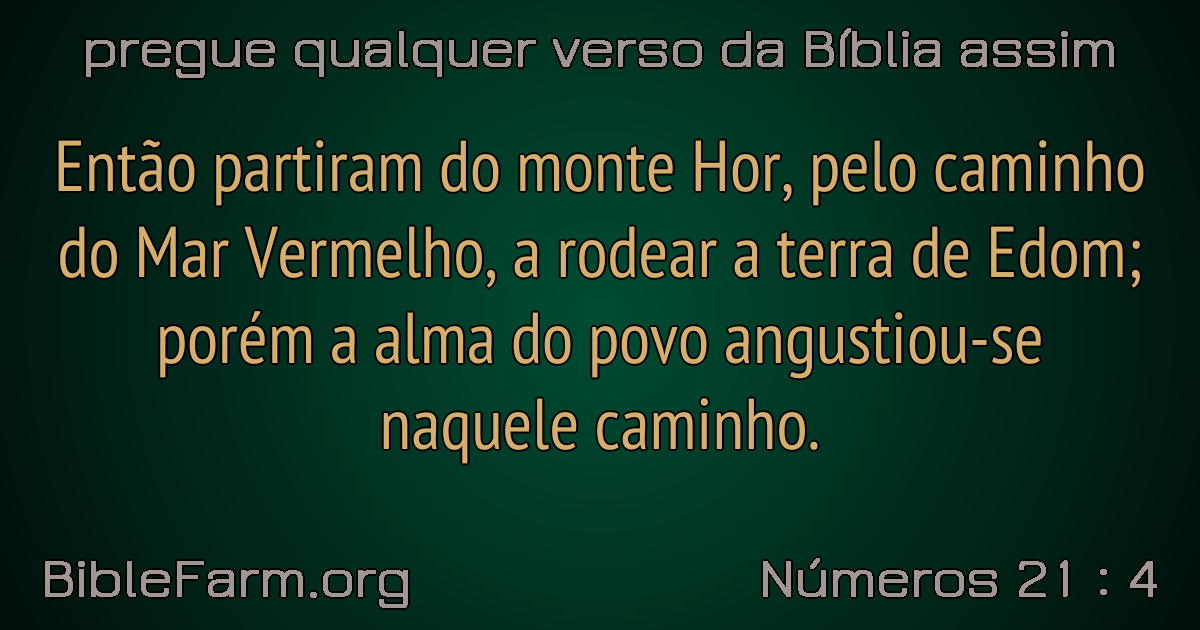 pregue qualquer verso da Bíblia assim
Então partiram do monte Hor, pelo caminho
do Mar Vermelho, a rodear a terra de Edom;
porém a alma do povo angustiou-se
naquele caminho.
BibleFarm.org
Números 21 : 4